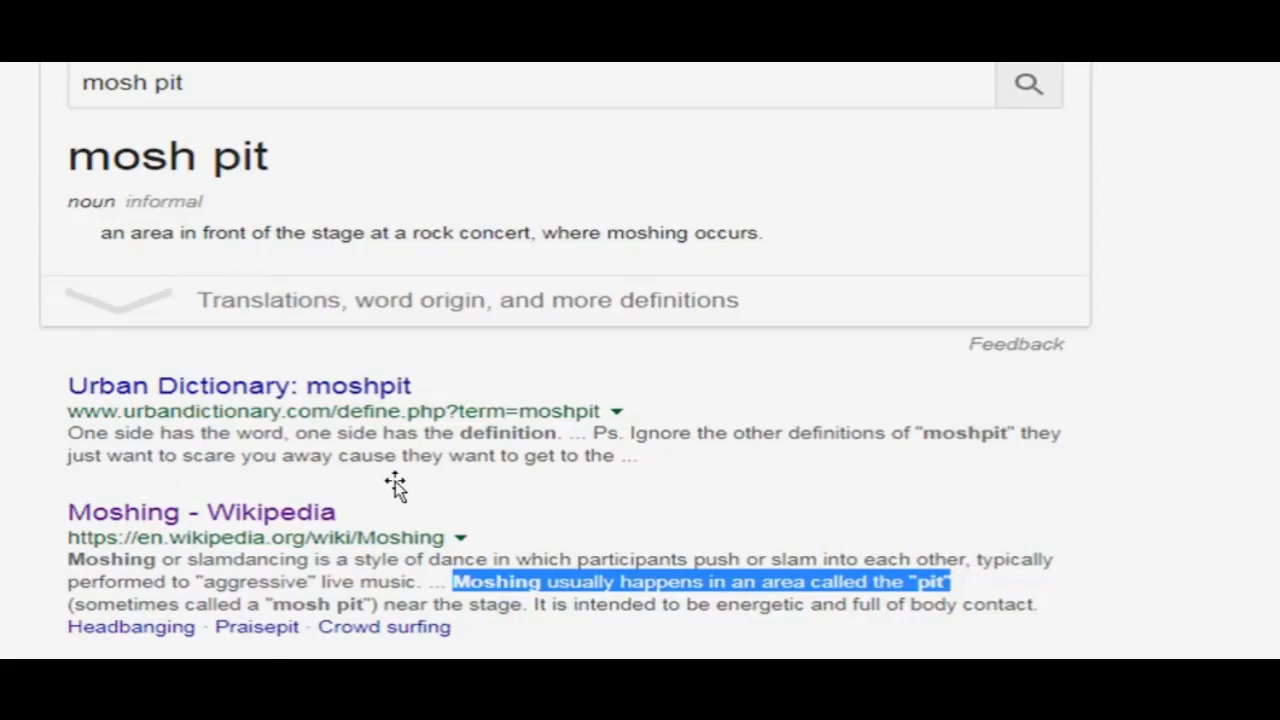 mosh pit
mosh pit
noun informal
an area in front of the stage at a rock concert, where moshing occurs.
Translations, word origin, and more definitions
Feedback
Urban Dictionary: moshpit
www.urbandictionary.com/define.php?term=moshpit
One side has the word, one side has the definition. ... Ps. Ignore the other definitions of "moshpit" they
just want to scare you away cause they want to get to the ...
Moshing - Wikipedia
https://en.wikipedia.org/wiki/Moshing
Moshing or slamdancing is a style of dance in which participants push or slam into each other, typically
performed to "aggressive" live music. ... Moshing usually happens in an area called the "pit"
(sometimes called a "mosh pit") near the stage. It is intended to be energetic and full of body contact.
Headbanging · Praisepit · Crowd surfing